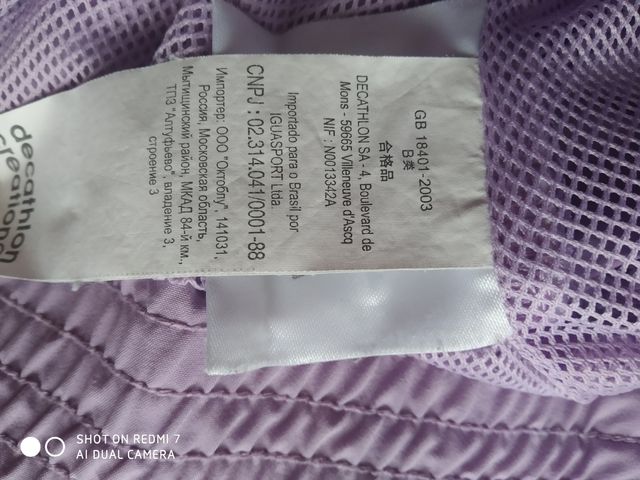 GB 18401-2003
B类
合格品
DECATHLON SA - 4, Boulevard de
Mons - 59665 Villeneuve d'Ascq
NIF : N0013342A
Importado para o Brasil por
IGUASPORT Ltda.
CNPJ : 02.314.041/0001-88
Импортер: ООО "Октоблу", 141031,
Россия, Московская область,
Мытищинский район, МКАД 84-й км.,
ТПЗ "Алтуфьево", владение 3,
строение 3
decathlon
creation
SHOT ON REDMI 7
AI DUAL CAMERA